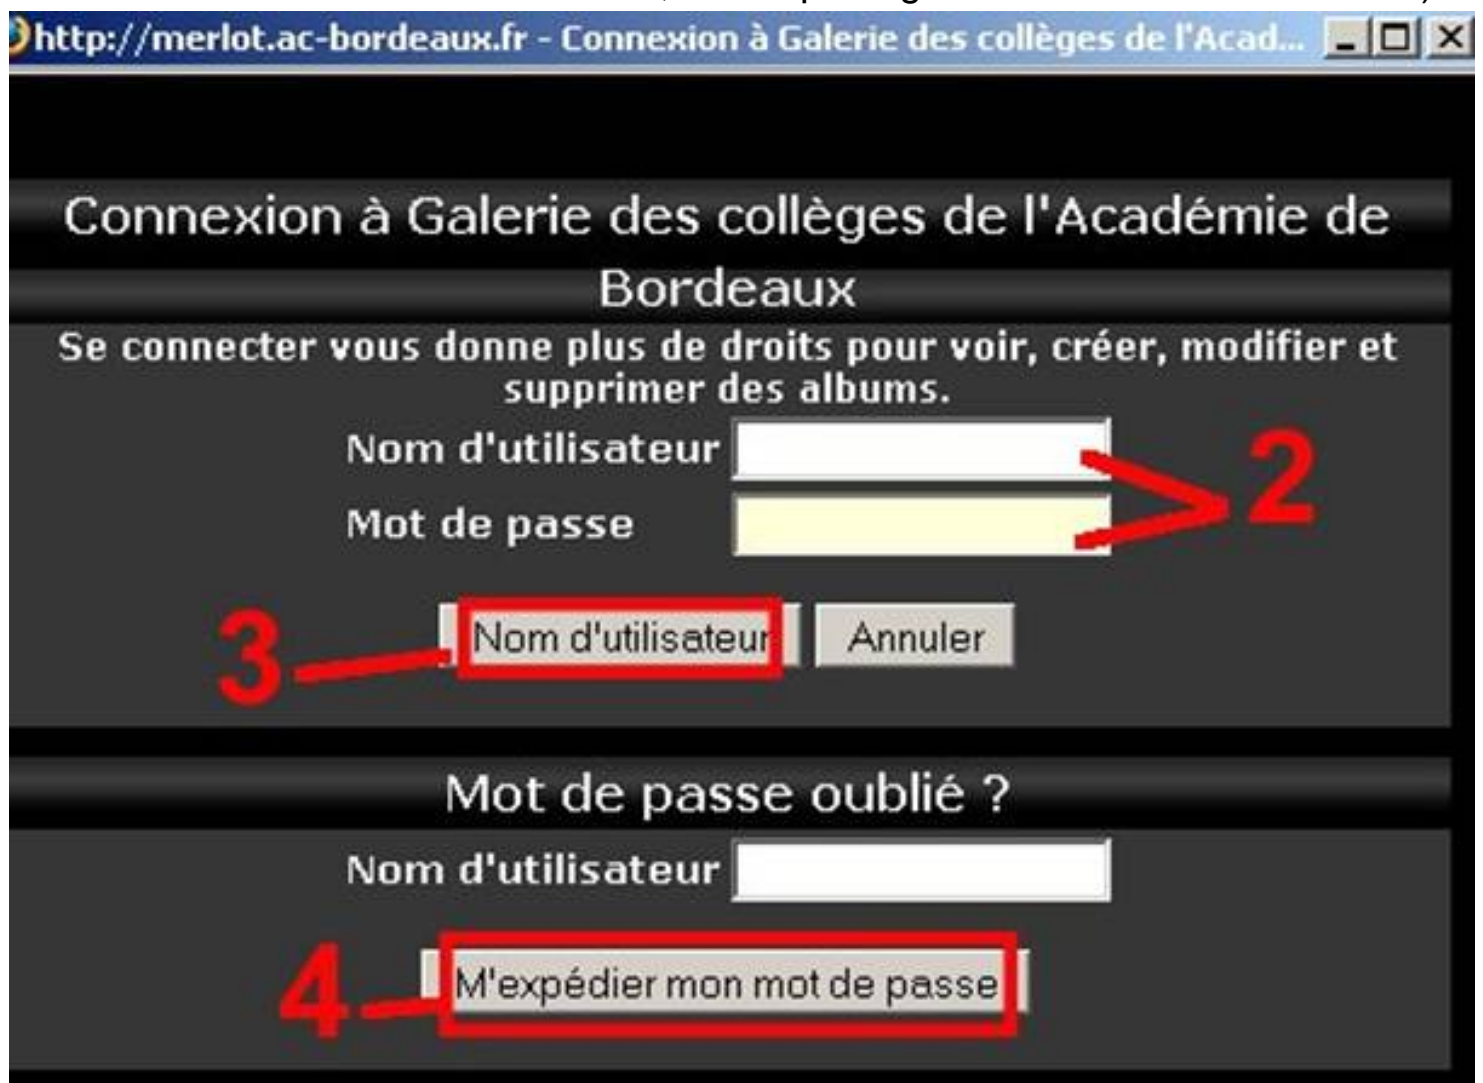 http://merlot.ac-bordeaux.fr - Connexion à Galerie des collèges de l'Acad...
Connexion à Galerie des collèges de l'Académie de
Bordeaux
Se connecter vous donne plus de droits pour voir, créer, modifier et
supprimer des albums.
Nom d'utilisateur
2
Mot de passe
3 Nom d'utilisateur Annuler
Mot de passe oublié ?
Nom d'utilisateur
4 M'expédier mon mot de passe